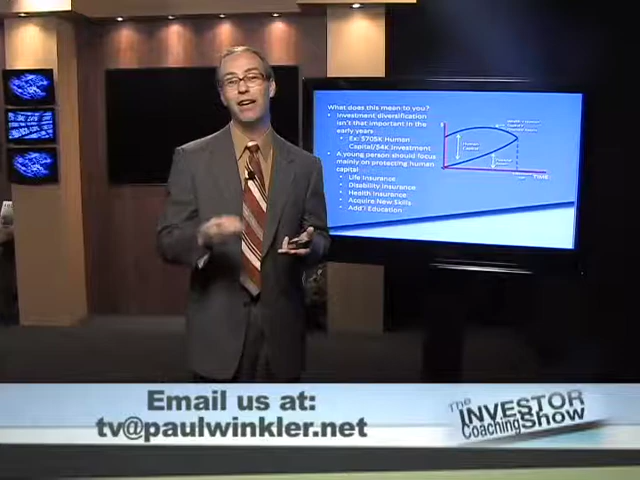 What does this mean to you?
Investment diversification
isn't that important in the
early years
Ex: $705K Human
Capital/$4K Investment
A young person should focus
mainly on protecting human
capital
Life Insurance
Disability Insurance
Health Insurance
Acquire New Skills
Add'l Education
Human
Capital
TIME
Email us at:
tv@paulwinkler.net
The
INVESTOR
Coaching Show